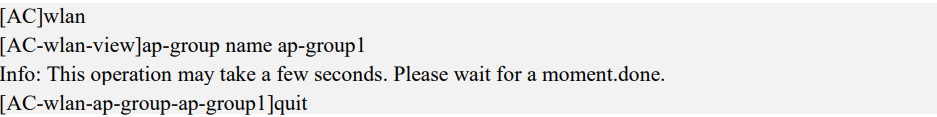 [AC]wlan
[AC-wlan-view]ap-group name ap-group1
Info: This operation may take a few seconds. Please wait for a moment.done.
[AC-wlan-ap-group-ap-group1]quit